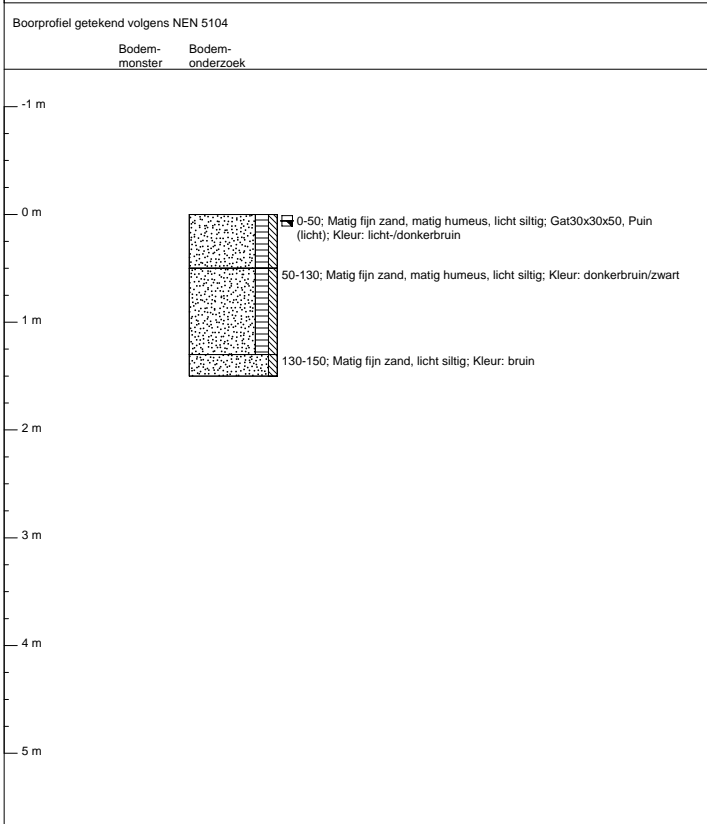 Boorprofiel getekend volgens NEN 5104
Bodem-
monster
Bodem-
onderzoek
-1 m
0 m
0-50; Matig fijn zand, matig humeus, licht siltig; Gat30x30x50, Puin
(licht); Kleur: licht-/donkerbruin
50-130; Matig fijn zand, matig humeus, licht siltig; Kleur: donkerbruin/zwart
1 m
130-150; Matig fijn zand, licht siltig; Kleur: bruin
2 m
3 m
4 m
5 m